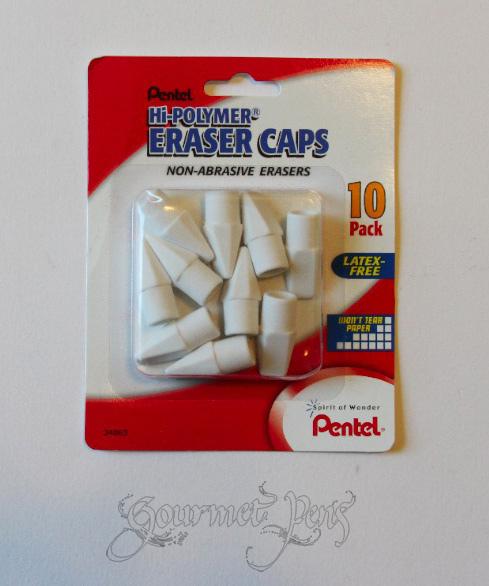 Pentel
Hi-POLYMER®
ERASER CAPS
NON-ABRASIVE ERASERS
10
Pack
LATEX-
FREE
WON'T TEAR
PAPER
Spirit of Wonder
Pentel
Gourmet Pens